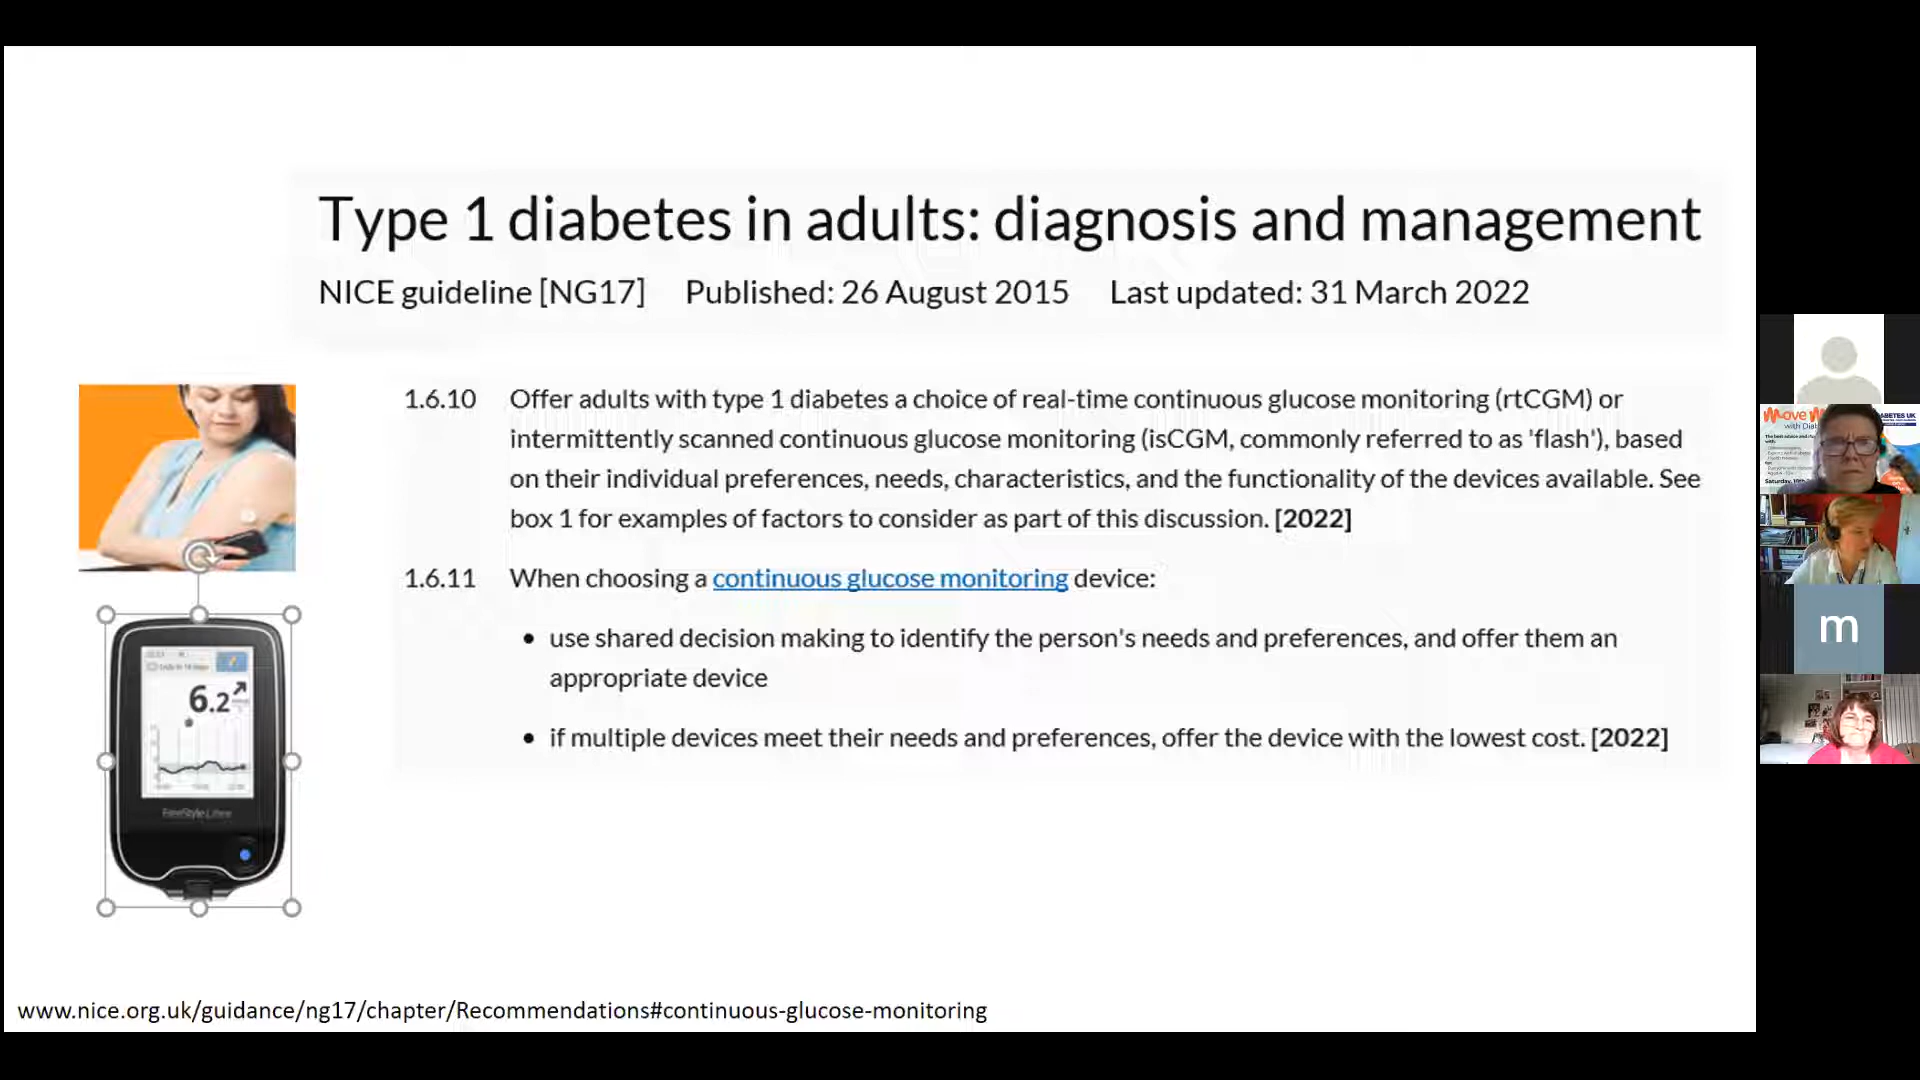 Type 1 diabetes in adults: diagnosis and management
NICE guideline [NG17] Published: 26 August 2015 Last updated: 31 March 2022
1.6.10 Offer adults with type 1 diabetes a choice of real-time continuous glucose monitoring (rtCGM) or
intermittently scanned continuous glucose monitoring (isCGM, commonly referred to as 'flash'), based
on their individual preferences, needs, characteristics, and the functionality of the devices available. See
box 1 for examples of factors to consider as part of this discussion. [2022]
1.6.11 When choosing a continuous glucose monitoring device:
• use shared decision making to identify the person's needs and preferences, and offer them an
appropriate device
• if multiple devices meet their needs and preferences, offer the device with the lowest cost. [2022]
6.2
FreeStyle Libre
www.nice.org.uk/guidance/ng17/chapter/Recommendations#continuous-glucose-monitoring
Move
with
ABETES UK
Saturday,
m